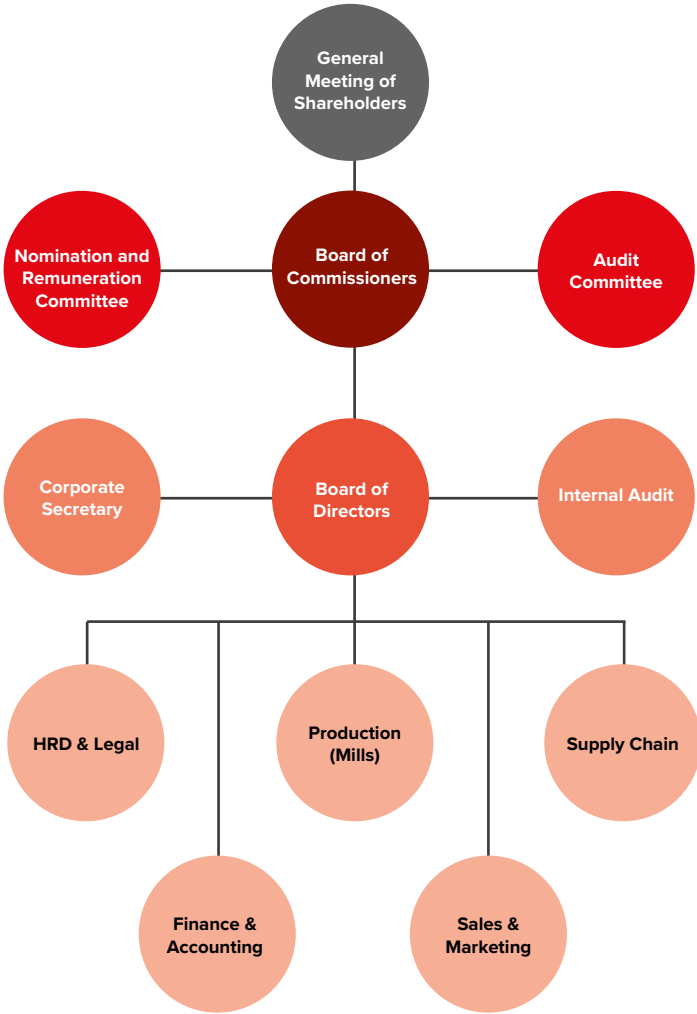 General
Meeting of
Shareholders
Nomination and
Remuneration
Committee
Board of
Commissioners
Audit
Committee
Corporate
Secretary
Board of
Directors
Internal Audit
HRD & Legal
Production
(Mills)
Supply Chain
Finance &
Accounting
Sales &
Marketing